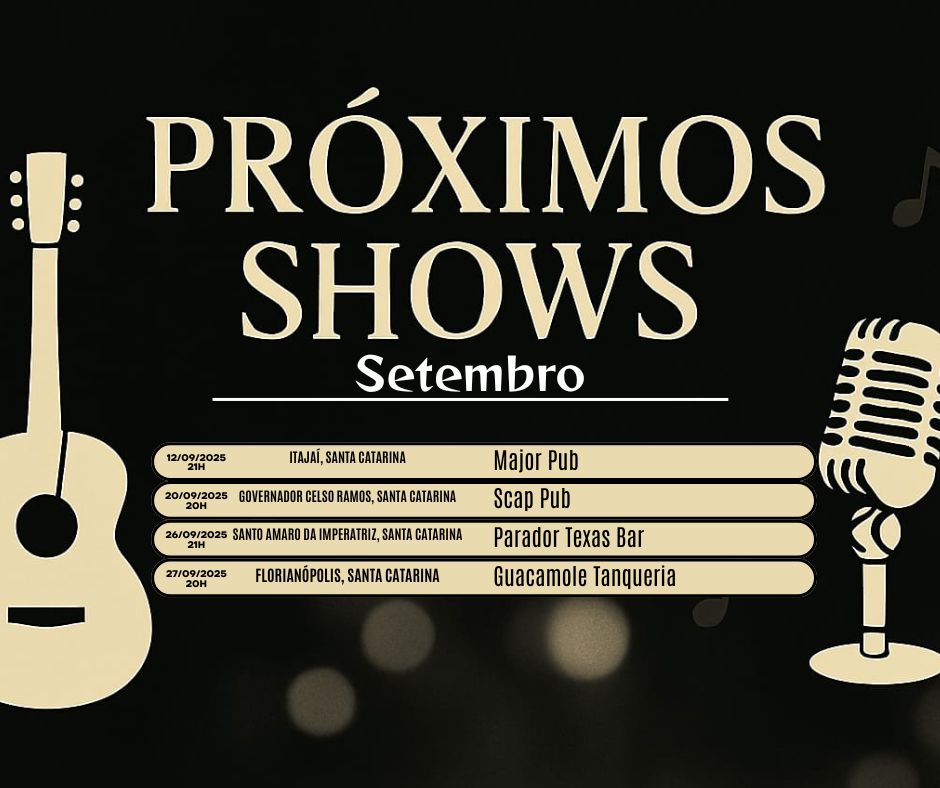 PRÓXIMOS
SHOWS
Setembro
12/09/2025
21H
ITAJAÍ, SANTA CATARINA
Major Pub
20/09/2025
20H
GOVERNADOR CELSO RAMOS, SANTA CATARINA
Scap Pub
26/09/2025
21H
SANTO AMARO DA IMPERATRIZ, SANTA CATARINA
Parador Texas Bar
27/09/2025
20H
FLORIANÓPOLIS, SANTA CATARINA
Guacamole Tanqueria